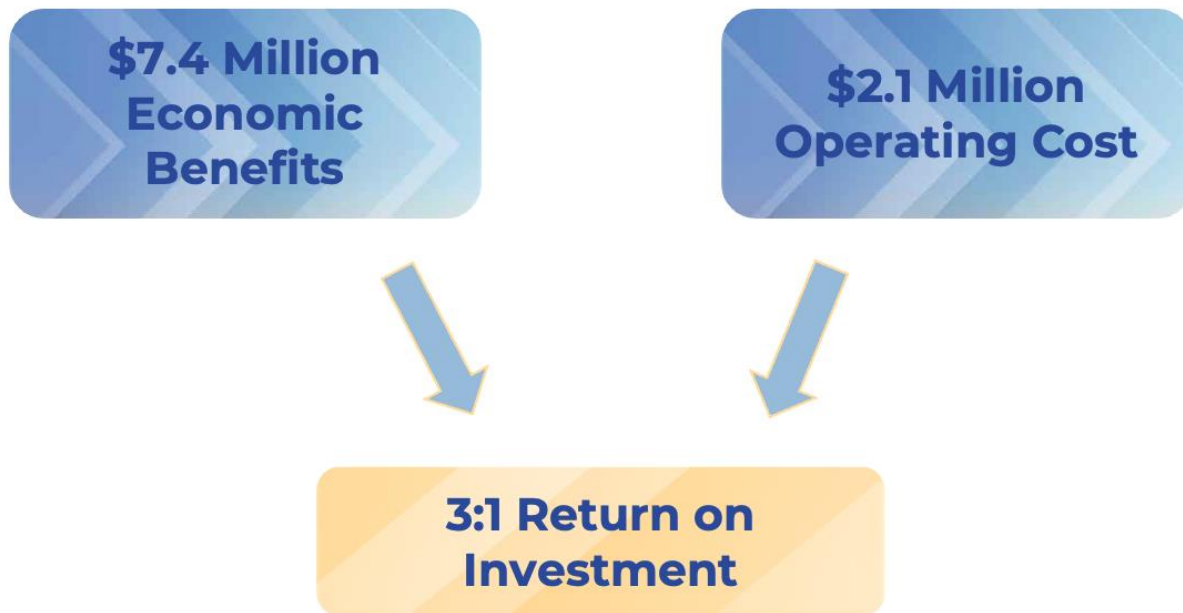 $7.4 Million
Economic
Benefits
$2.1 Million
Operating Cost
3:1 Return on
Investment